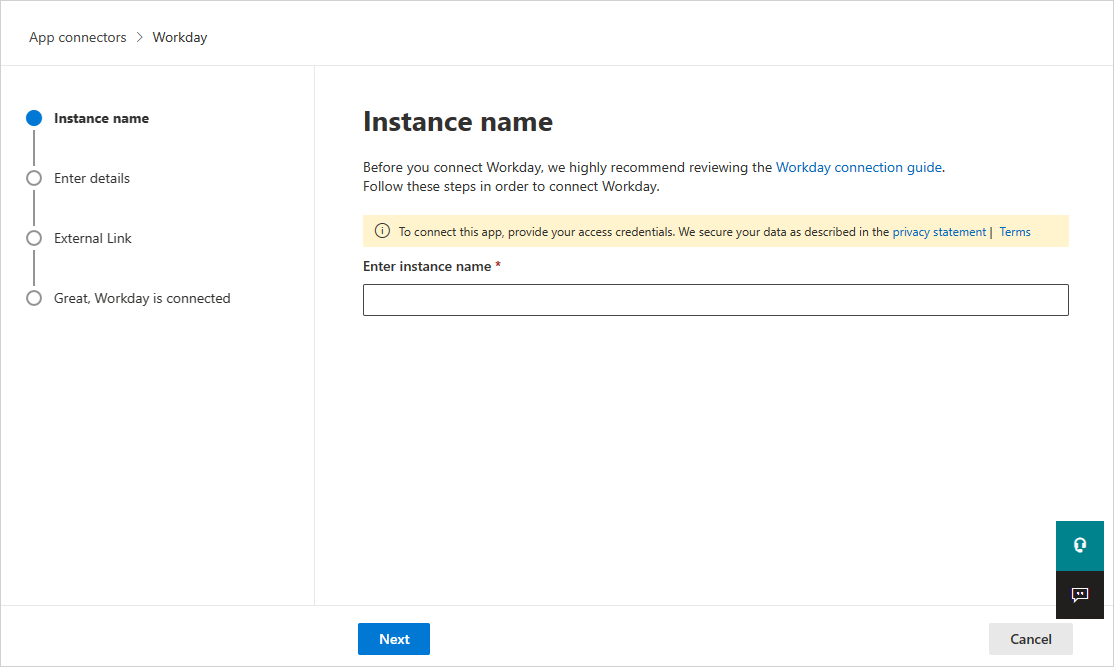 App connectors > Workday
Instance name
Enter details
External Link
Great, Workday is connected
Instance name
Before you connect Workday, we highly recommend reviewing the Workday connection guide.
Follow these steps in order to connect Workday.
To connect this app, provide your access credentials. We secure your data as described in the privacy statement | Terms
Enter instance name *
Next
Cancel